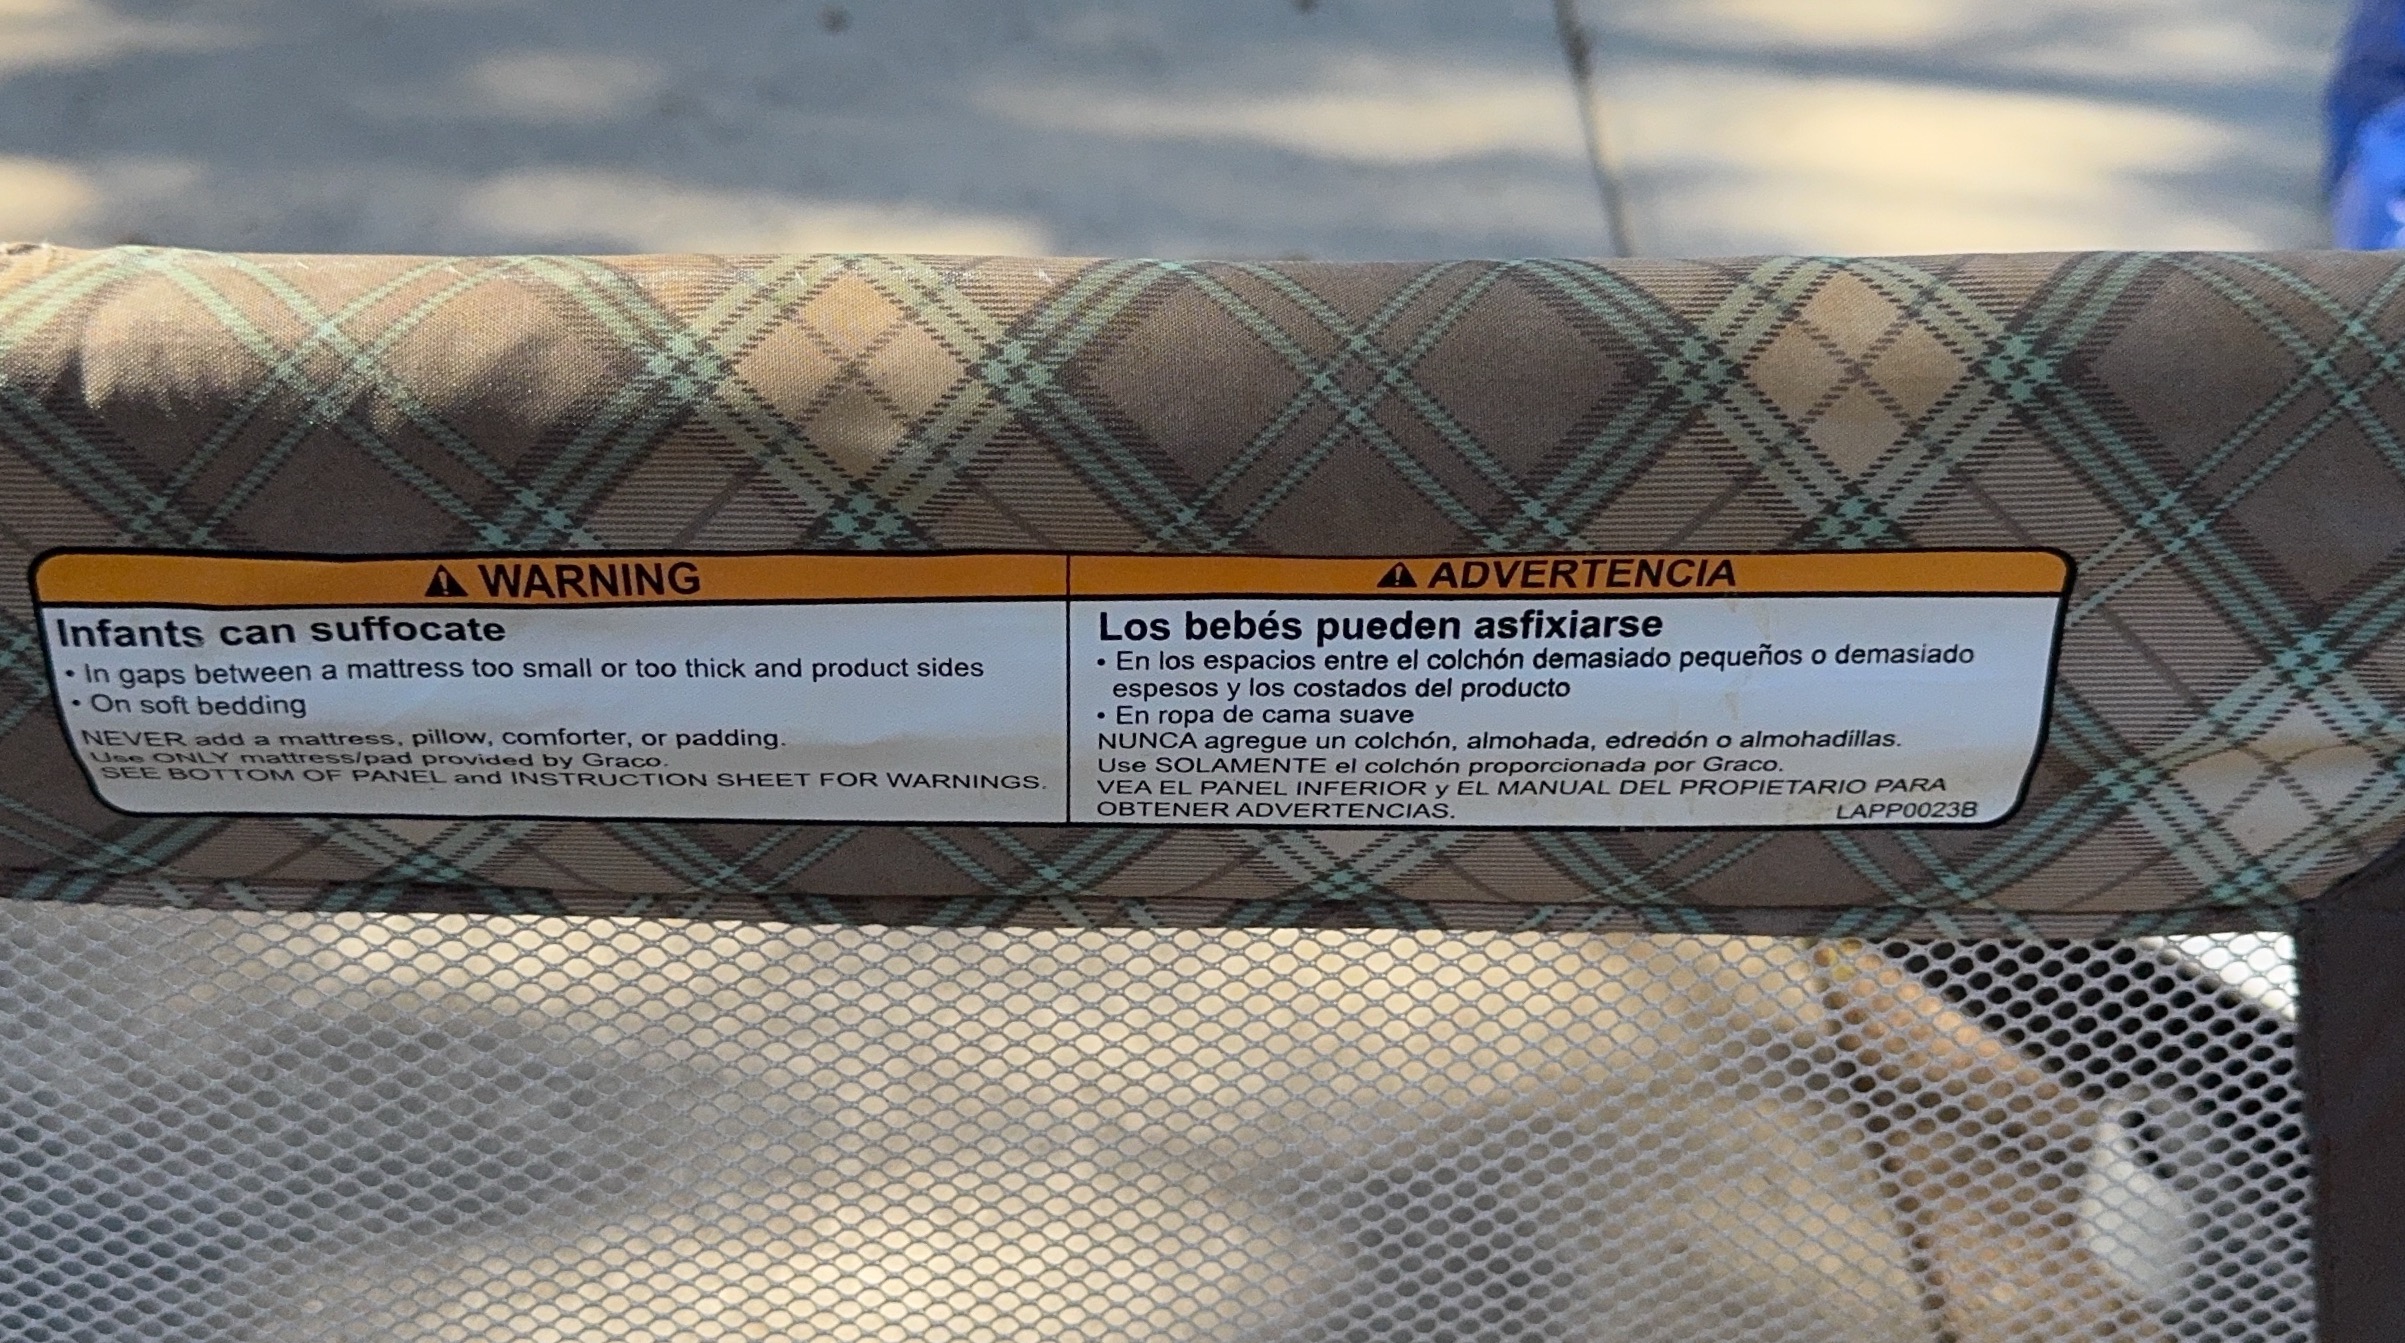 WARNING
Infants can suffocate
• In gaps between a mattress too small or too thick and product sides
• On soft bedding
NEVER add a mattress, pillow, comforter, or padding.
Use ONLY mattress/pad provided by Graco.
SEE BOTTOM OF PANEL and INSTRUCTION SHEET FOR WARNINGS.
ADVERTENCIA
Los bebés pueden asfixiarse
• En los espacios entre el colchón demasiado pequeños o demasiado
espesos y los costados del producto
• En ropa de cama suave
NUNCA agregue un colchón, almohada, edredón o almohadillas.
Use SOLAMENTE el colchón proporcionada por Graco.
VEA EL PANEL INFERIOR y EL MANUAL DEL PROPIETARIO PARA
OBTENER ADVERTENCIAS.
LAPP0023B